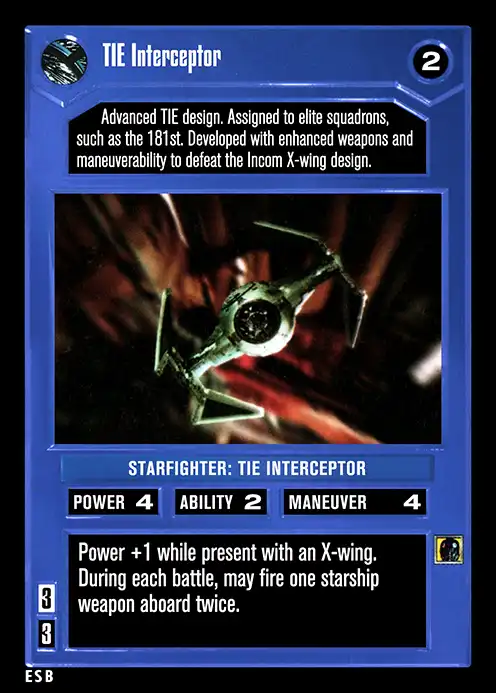 TIE Interceptor
2
Advanced TIE design. Assigned to elite squadrons,
such as the 181st. Developed with enhanced weapons and
maneuverability to defeat the Incom X-wing design.
STARFIGHTER: TIE INTERCEPTOR
POWER 4 ABILITY 2 MANEUVER 4
Power +1 while present with an X-wing.
During each battle, may fire one starship
weapon aboard twice.
3
3
ESB